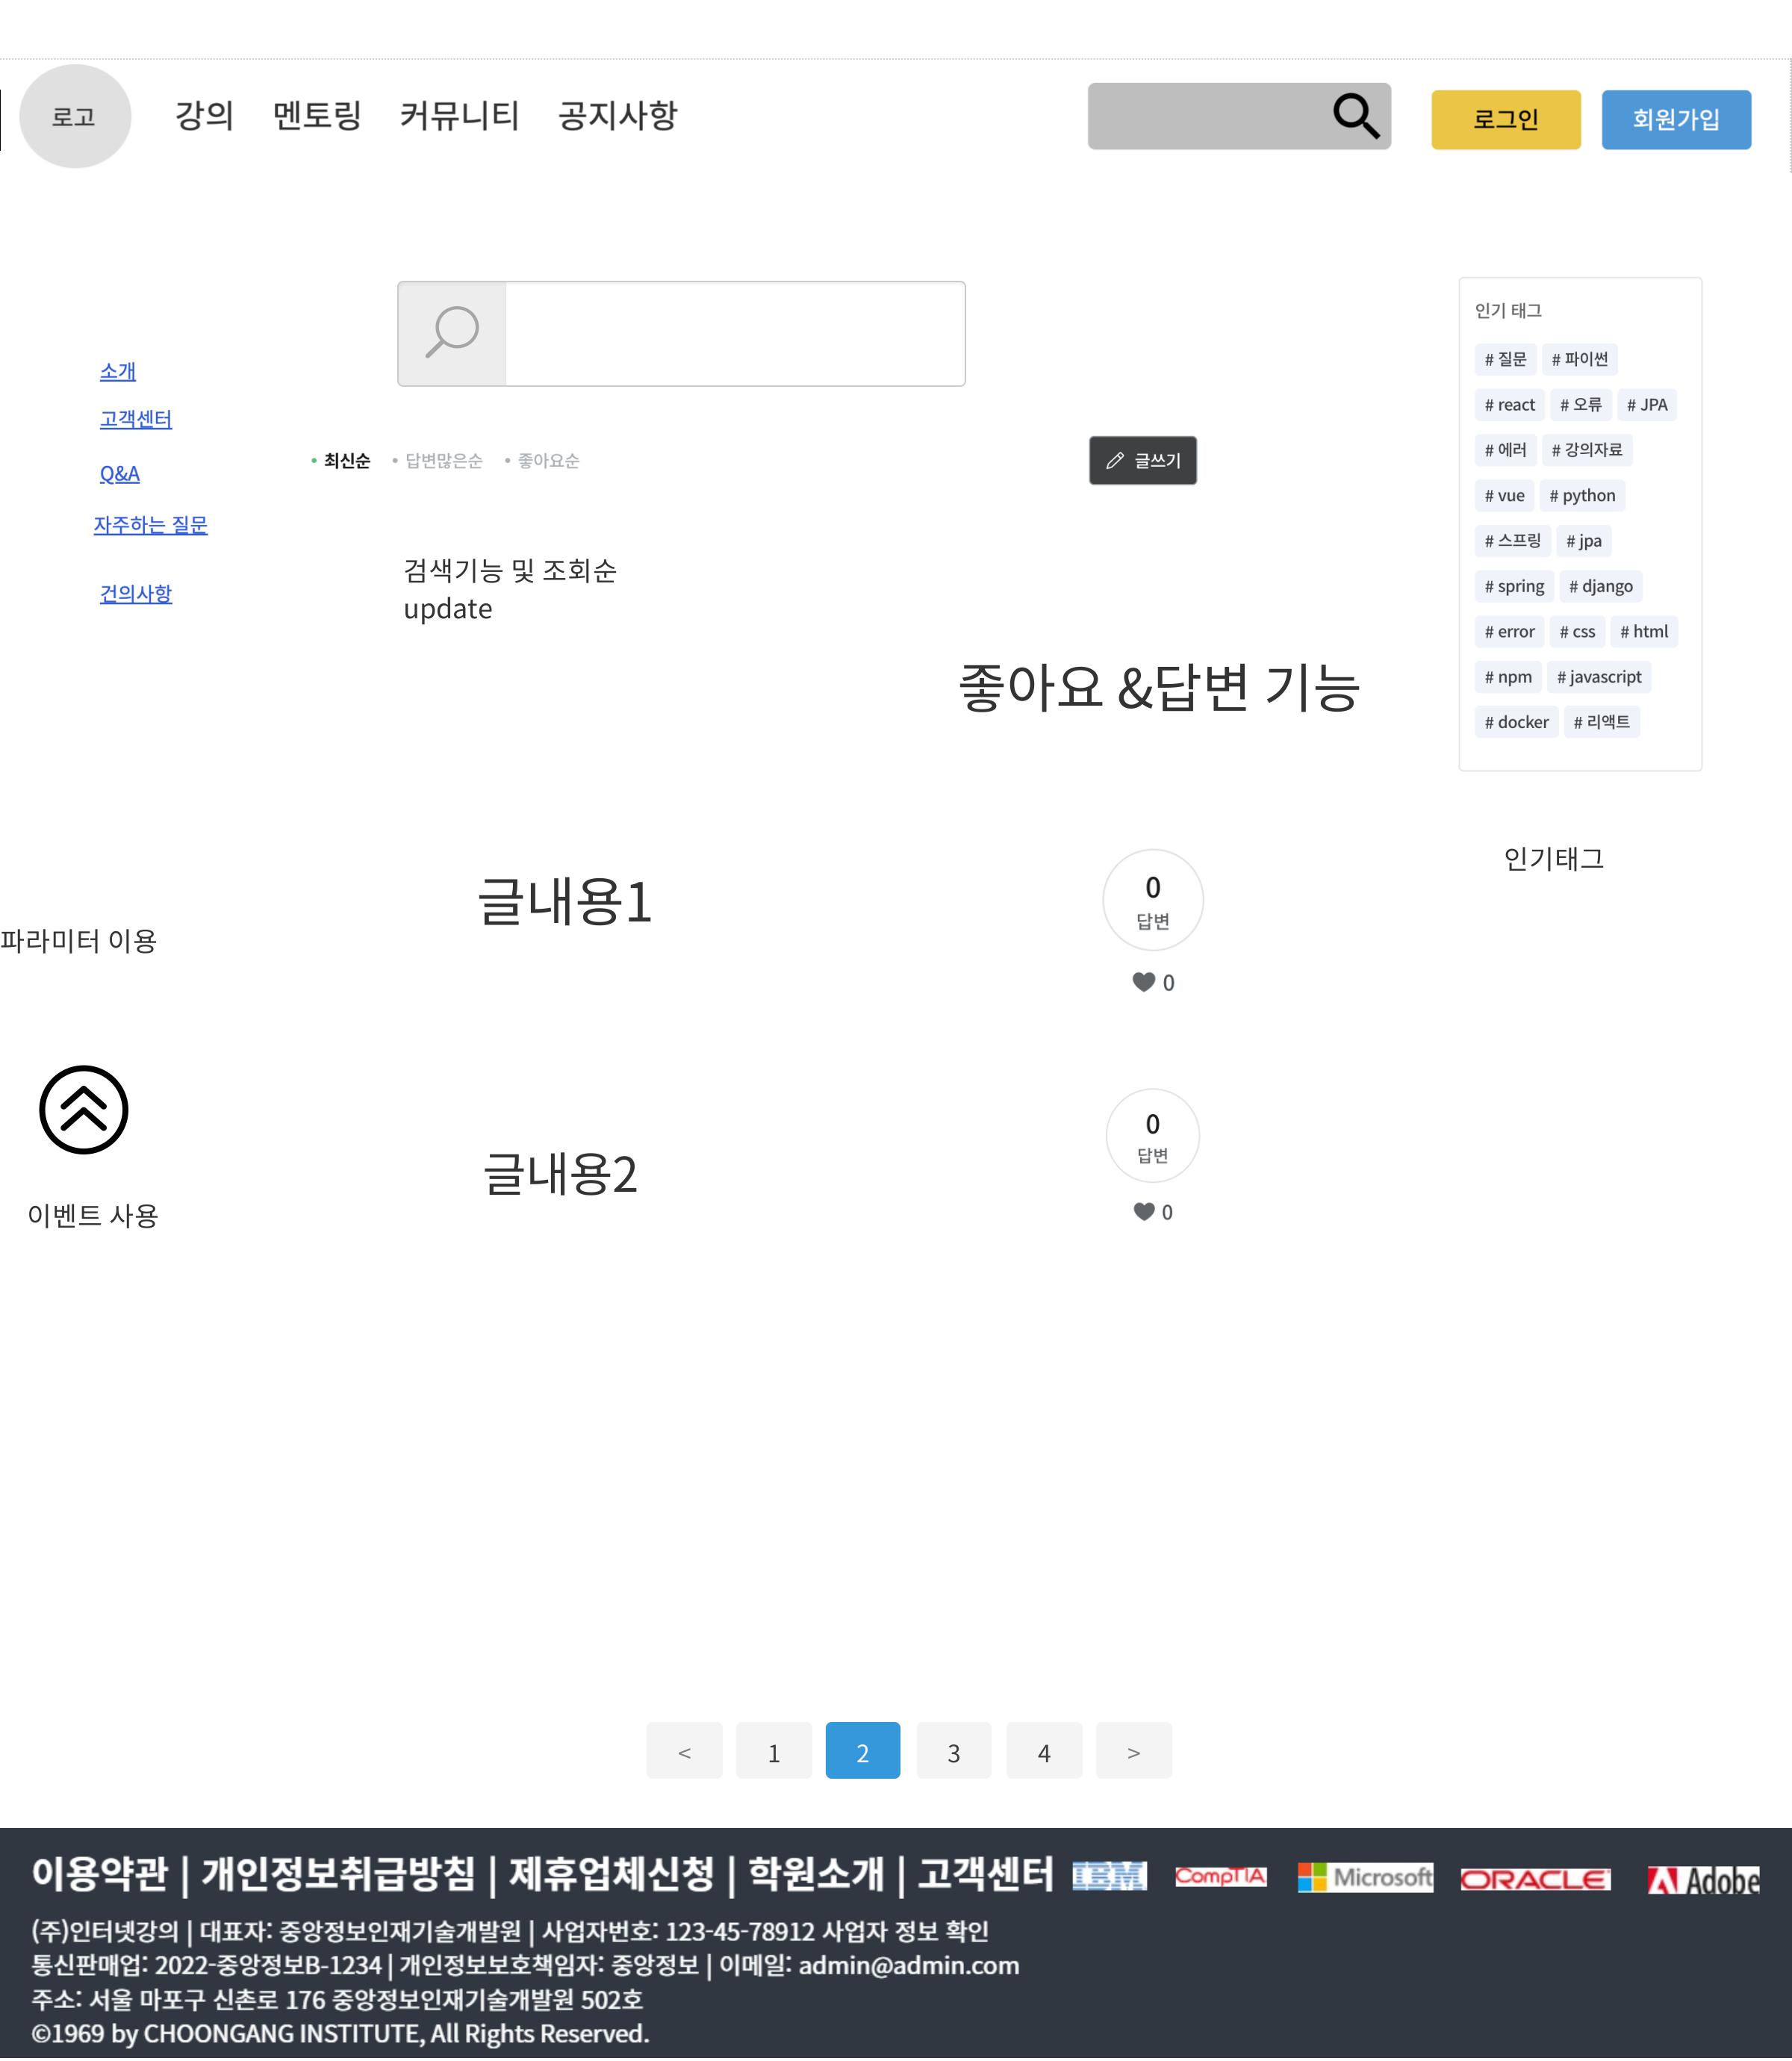 로고
강의 멘토링 커뮤니티 공지사항
로그인
회원가입
소개
고객센터
Q&A
자주하는 질문
건의사항
• 최신순 • 답변많은순 • 좋아요순
글쓰기
검색기능 및 조회순
update
좋아요 &답변 기능
인기 태그
# 질문 # 파이썬
# react # 오류 # JPA
# 에러 # 강의자료
# vue # python
# 스프링 # jpa
# spring # django
# error # css # html
# npm # javascript
# docker # 리액트
인기태그
파라미터 이용
글내용1
0
답변
0
이벤트 사용
글내용2
0
답변
0
< 1 2 3 4 >
이용약관 | 개인정보취급방침 | 제휴업체신청 | 학원소개 | 고객센터
IBM CompTIA Microsoft ORACLE Adobe
(주)인터넷강의 | 대표자: 중앙정보인재기술개발원 | 사업자번호: 123-45-78912 사업자 정보 확인
통신판매업: 2022-중앙정보B-1234 | 개인정보보호책임자: 중앙정보 | 이메일: admin@admin.com
주소: 서울 마포구 신촌로 176 중앙정보인재기술개발원 502호
©1969 by CHOONGANG INSTITUTE, All Rights Reserved.